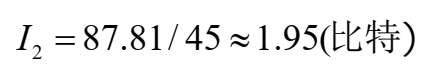 I₂ = 87.81/45 ≈ 1.95(比特)